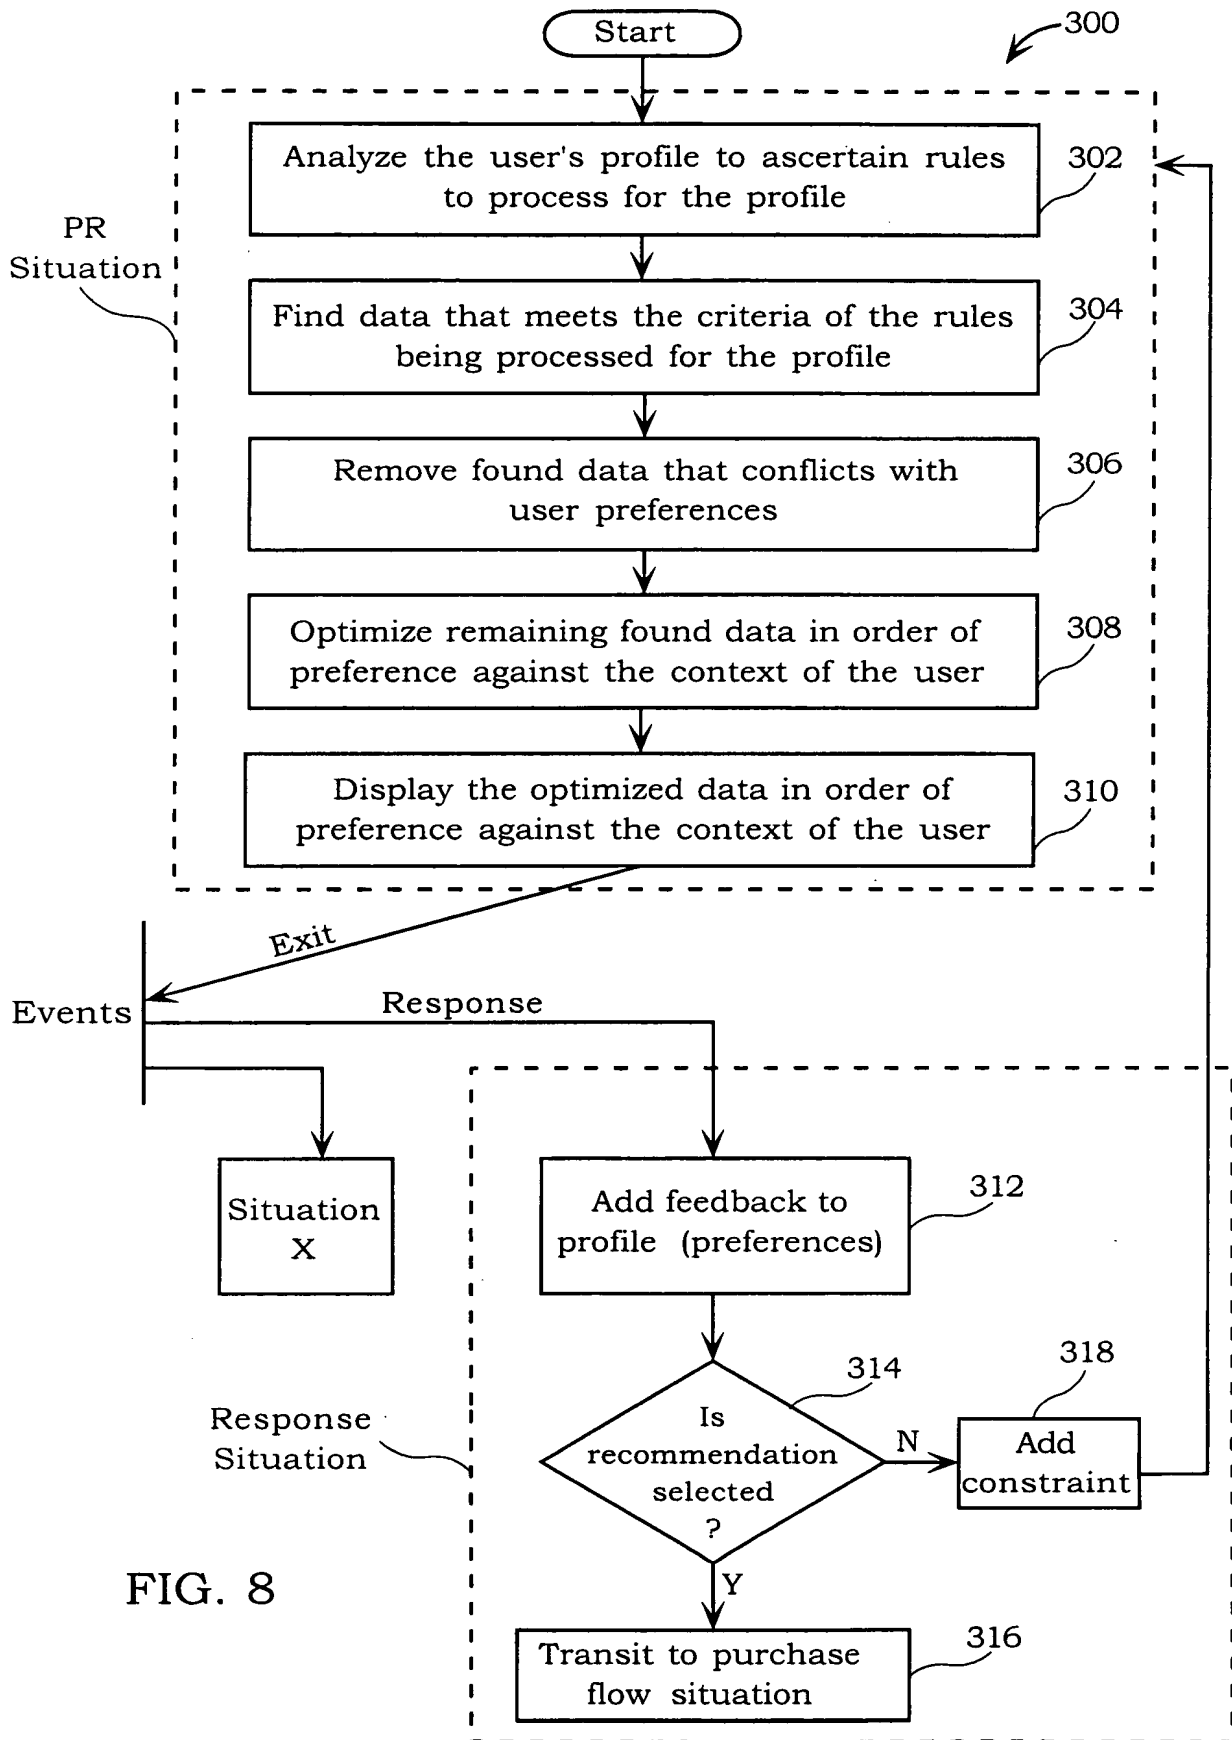 Start
300
Analyze the user's profile to ascertain rules
to process for the profile
302
PR
Situation
Find data that meets the criteria of the rules
being processed for the profile
304
Remove found data that conflicts with
user preferences
306
Optimize remaining found data in order of
preference against the context of the user
308
Display the optimized data in order of
preference against the context of the user
310
Exit
Events
Response
Situation
X
Add feedback to
profile (preferences)
312
Is
recommendation
selected
?
314
N
Add
constraint
318
Response
Situation
Y
Transit to purchase
flow situation
316
FIG. 8